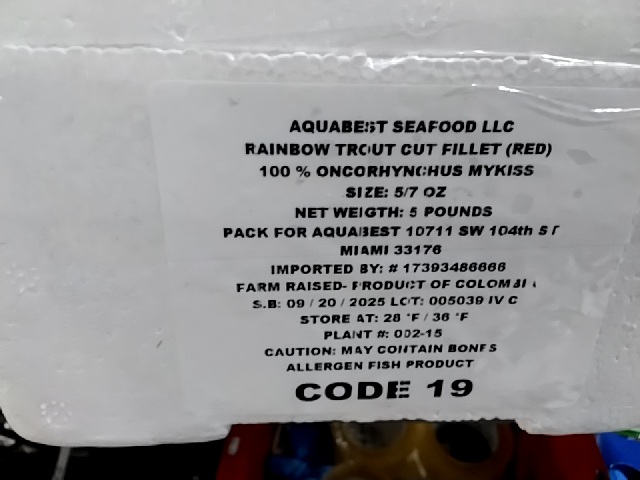 AQUABEST SEAFOOD LLC
RAINBOW TROUT CUT FILLET (RED)
100 % ONCORHYNCHUS MYKISS
SIZE: 5/7 OZ
NET WEIGTH: 5 POUNDS
PACK FOR AQUABEST 10711 SW 104th ST
MIAMI 33176
IMPORTED BY: # 17393486666
FARM RAISED- PRODUCT OF COLOMBIA
S.B: 09 / 20 / 2025 LOT: 005039 IV C
STORE AT: 28 °F / 36 °F
PLANT #: 002-15
CAUTION: MAY CONTAIN BONES
ALLERGEN FISH PRODUCT
CODE 19